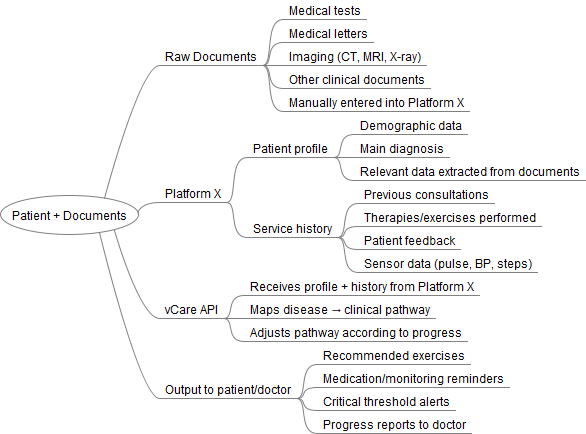 Patient + Documents
Raw Documents
Medical tests
Medical letters
Imaging (CT, MRI, X-ray)
Other clinical documents
Manually entered into Platform X
Platform X
Patient profile
Demographic data
Main diagnosis
Relevant data extracted from documents
Service history
Previous consultations
Therapies/exercises performed
Patient feedback
Sensor data (pulse, BP, steps)
vCare API
Receives profile + history from Platform X
Maps disease → clinical pathway
Adjusts pathway according to progress
Output to patient/doctor
Recommended exercises
Medication/monitoring reminders
Critical threshold alerts
Progress reports to doctor